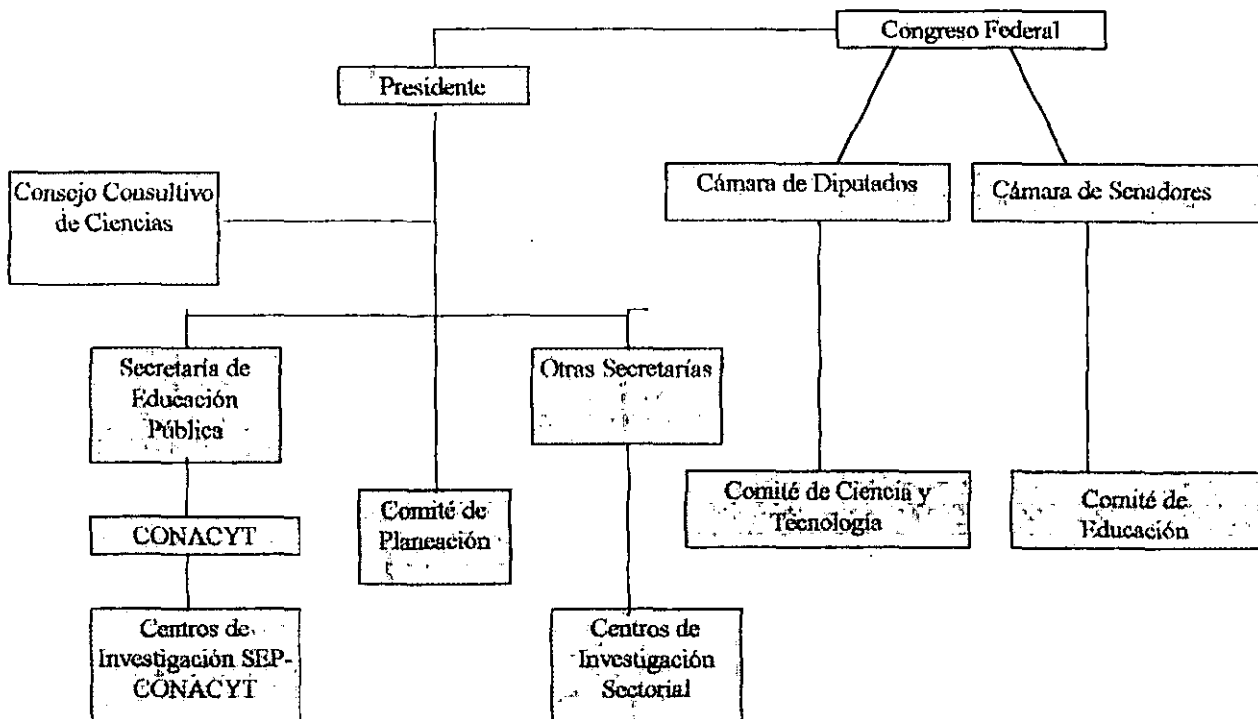 Congreso Federal
Presidente
Consejo Consultivo
de Ciencias
Cámara de Diputados
Cámara de Senadores
Secretaría de
Educación
Pública
Otras Secretarías
CONACYT
Comité de
Planeación
Comité de Ciencia y
Tecnología
Comité de
Educación
Centros de
Investigación SEP-
CONACYT
Centros de
Investigación
Sectorial